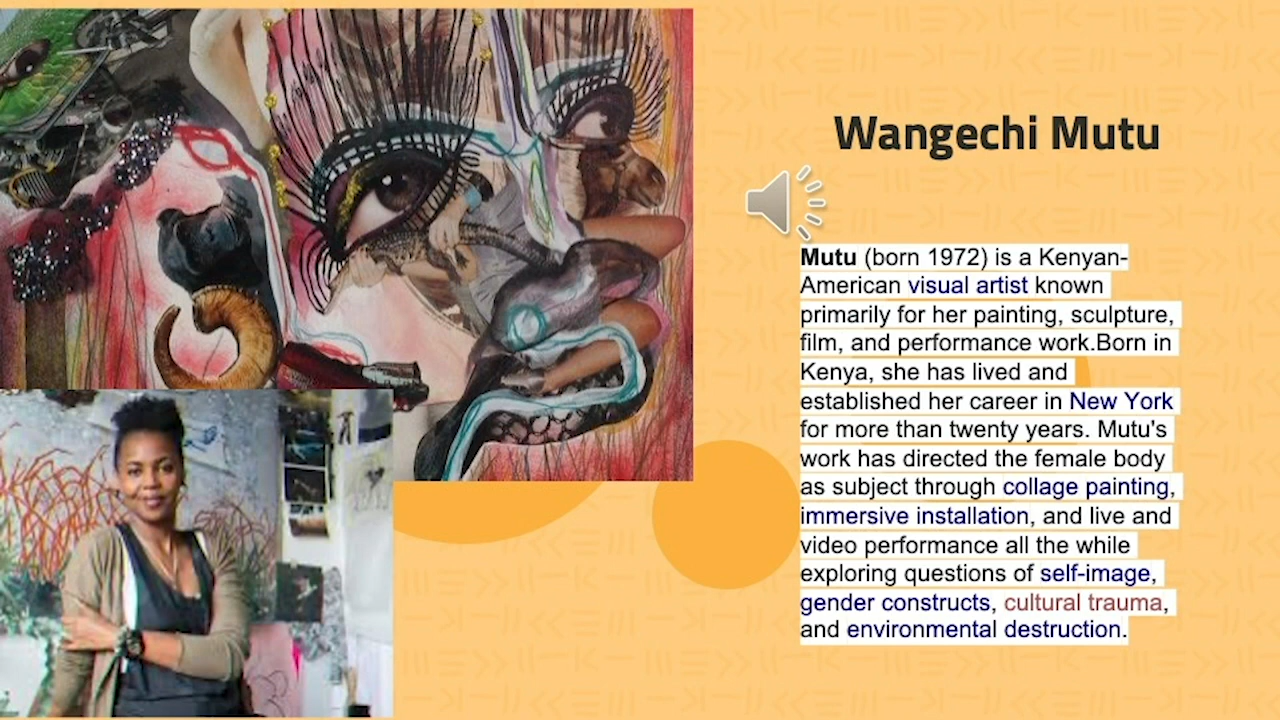 Wangechi Mutu
Mutu (born 1972) is a Kenyan-
American visual artist known
primarily for her painting, sculpture,
film, and performance work.Born in
Kenya, she has lived and
established her career in New York
for more than twenty years. Mutu's
work has directed the female body
as subject through collage painting,
immersive installation, and live and
video performance all the while
exploring questions of self-image,
gender constructs, cultural trauma,
and environmental destruction.